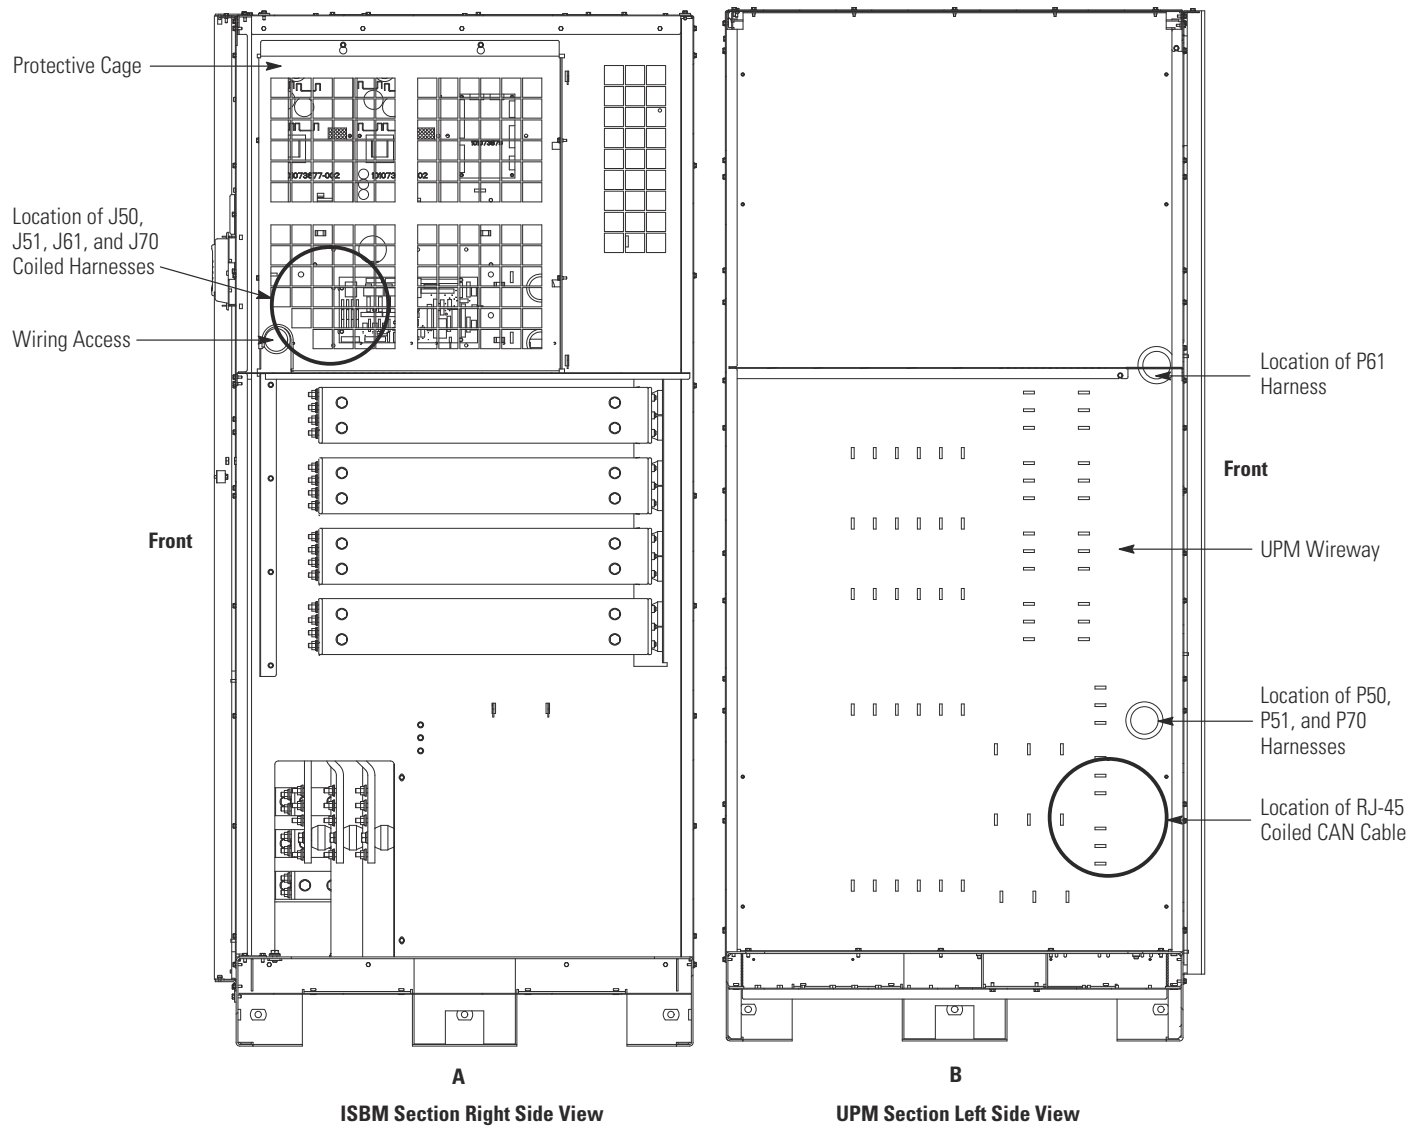 Protective Cage
Location of J50,
J51, J61, and J70
Coiled Harnesses
Wiring Access
Front
A
ISBM Section Right Side View
Location of P61
Harness
Front
UPM Wireway
Location of P50,
P51, and P70
Harnesses
Location of RJ-45
Coiled CAN Cable
B
UPM Section Left Side View